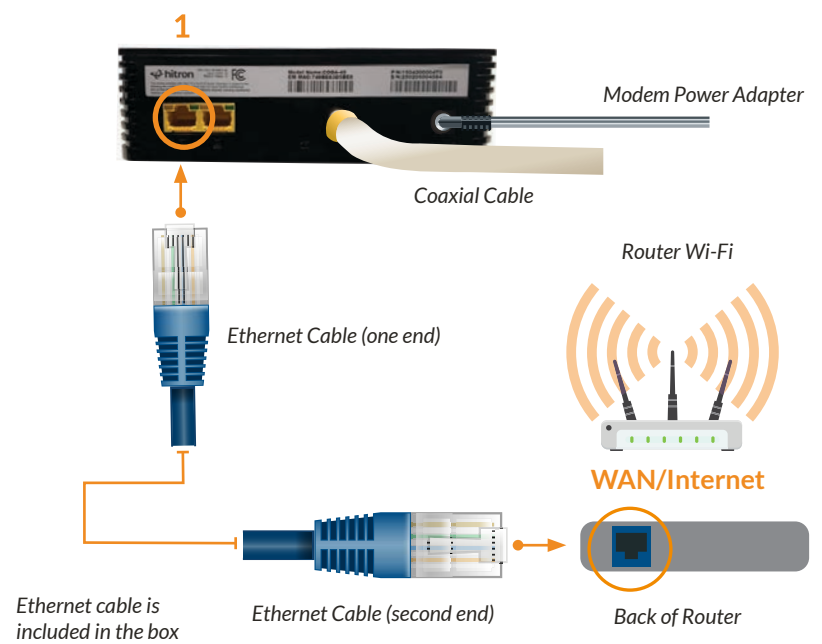 1
hitron
FC
Modem Power Adapter
Coaxial Cable
Router Wi-Fi
Ethernet Cable (one end)
WAN/Internet
Ethernet cable is
included in the box
Ethernet Cable (second end)
Back of Router